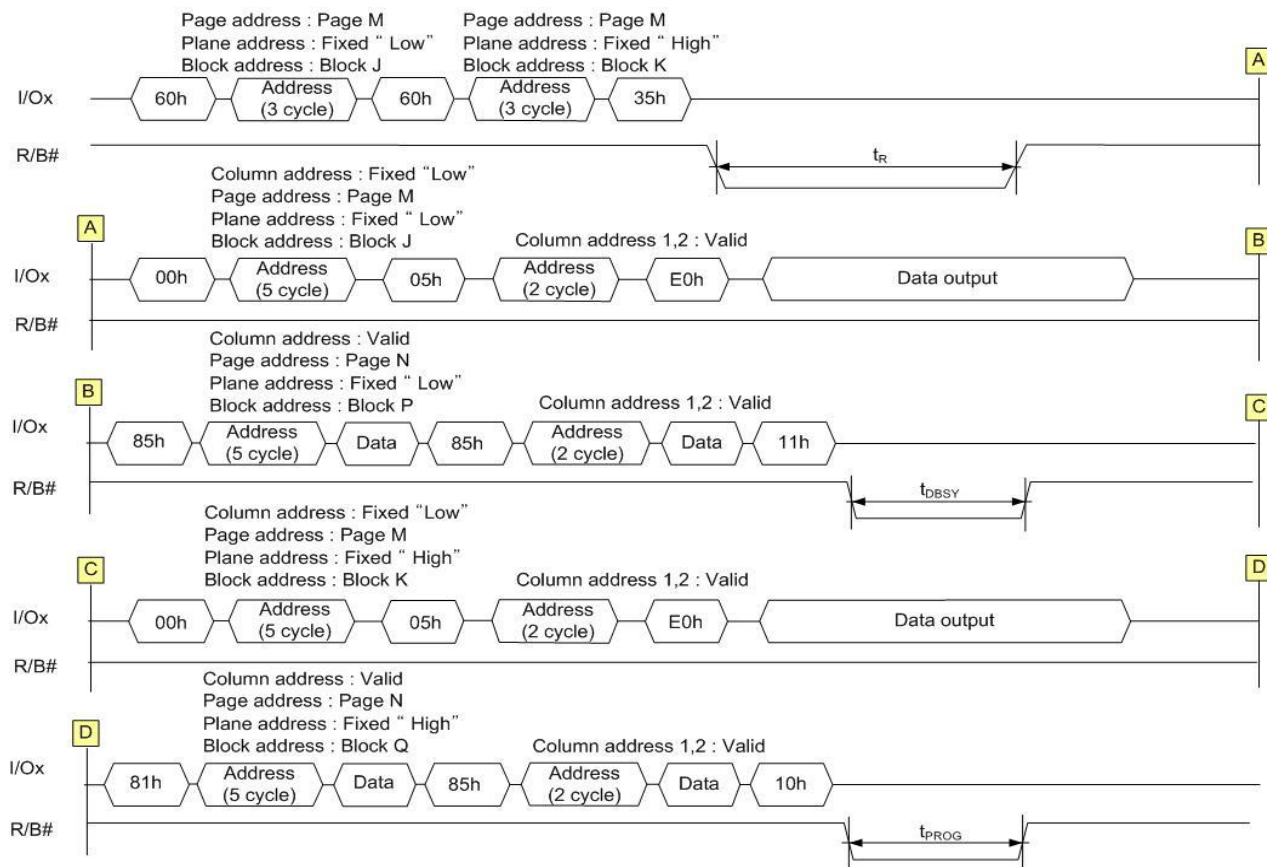 Page address : Page M
Plane address : Fixed “ Low”
Block address : Block J
Page address : Page M
Plane address : Fixed “ High”
Block address : Block K
A
I/Ox
60h
Address
(3 cycle)
60h
Address
(3 cycle)
35h
R/B#
tR
Column address : Fixed “Low”
Page address : Page M
Plane address : Fixed “ Low”
Block address : Block J
Column address 1,2 : Valid
A
B
I/Ox
00h
Address
(5 cycle)
05h
Address
(2 cycle)
E0h
Data output
R/B#
Column address : Valid
Page address : Page N
Plane address : Fixed “ Low”
Block address : Block P
Column address 1,2 : Valid
B
C
I/Ox
85h
Address
(5 cycle)
Data
85h
Address
(2 cycle)
Data
11h
R/B#
tDBSY
Column address : Fixed “Low”
Page address : Page M
Plane address : Fixed “ High”
Block address : Block K
Column address 1,2 : Valid
C
D
I/Ox
00h
Address
(5 cycle)
05h
Address
(2 cycle)
E0h
Data output
R/B#
Column address : Valid
Page address : Page N
Plane address : Fixed “ High”
Block address : Block Q
Column address 1,2 : Valid
D
I/Ox
81h
Address
(5 cycle)
Data
85h
Address
(2 cycle)
Data
10h
R/B#
tPROG